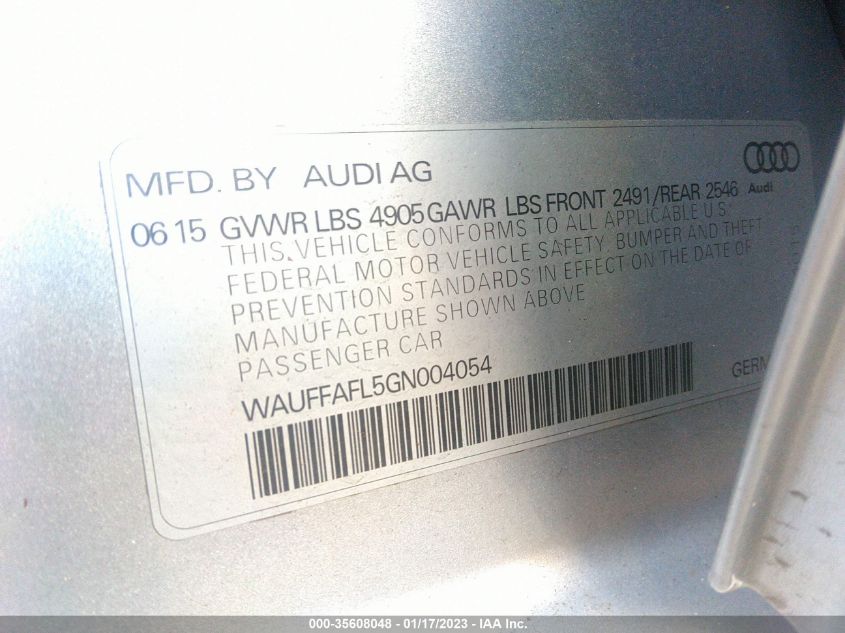 MFD. BY AUDI AG
Audi
06 15 GVWR LBS 4905 GAWR LBS FRONT 2491/REAR 2546
THIS VEHICLE CONFORMS TO ALL APPLICABLE U.S.
FEDERAL MOTOR VEHICLE SAFETY BUMPER AND THEFT
PREVENTION STANDARDS IN EFFECT ON THE DATE OF
MANUFACTURE SHOWN ABOVE
PASSENGER CAR
WAUFFAFL5GN004054
GERM
000-35608048 - 01/17/2023 - IAA Inc.